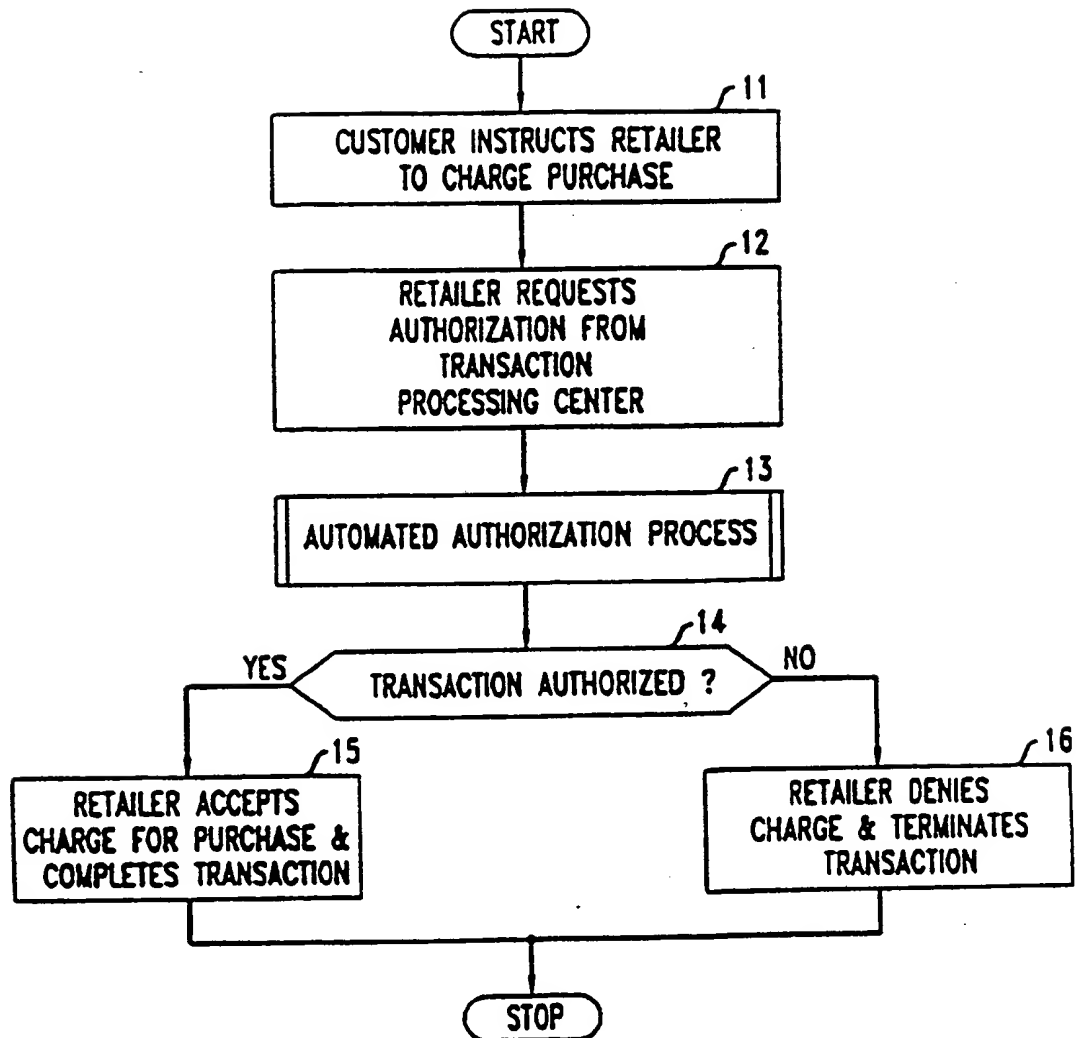 START
11
CUSTOMER INSTRUCTS RETAILER
TO CHARGE PURCHASE
12
RETAILER REQUESTS
AUTHORIZATION FROM
TRANSACTION
PROCESSING CENTER
13
AUTOMATED AUTHORIZATION PROCESS
14
YES
TRANSACTION AUTHORIZED ?
NO
15
RETAILER ACCEPTS
CHARGE FOR PURCHASE &
COMPLETES TRANSACTION
16
RETAILER DENIES
CHARGE & TERMINATES
TRANSACTION
STOP